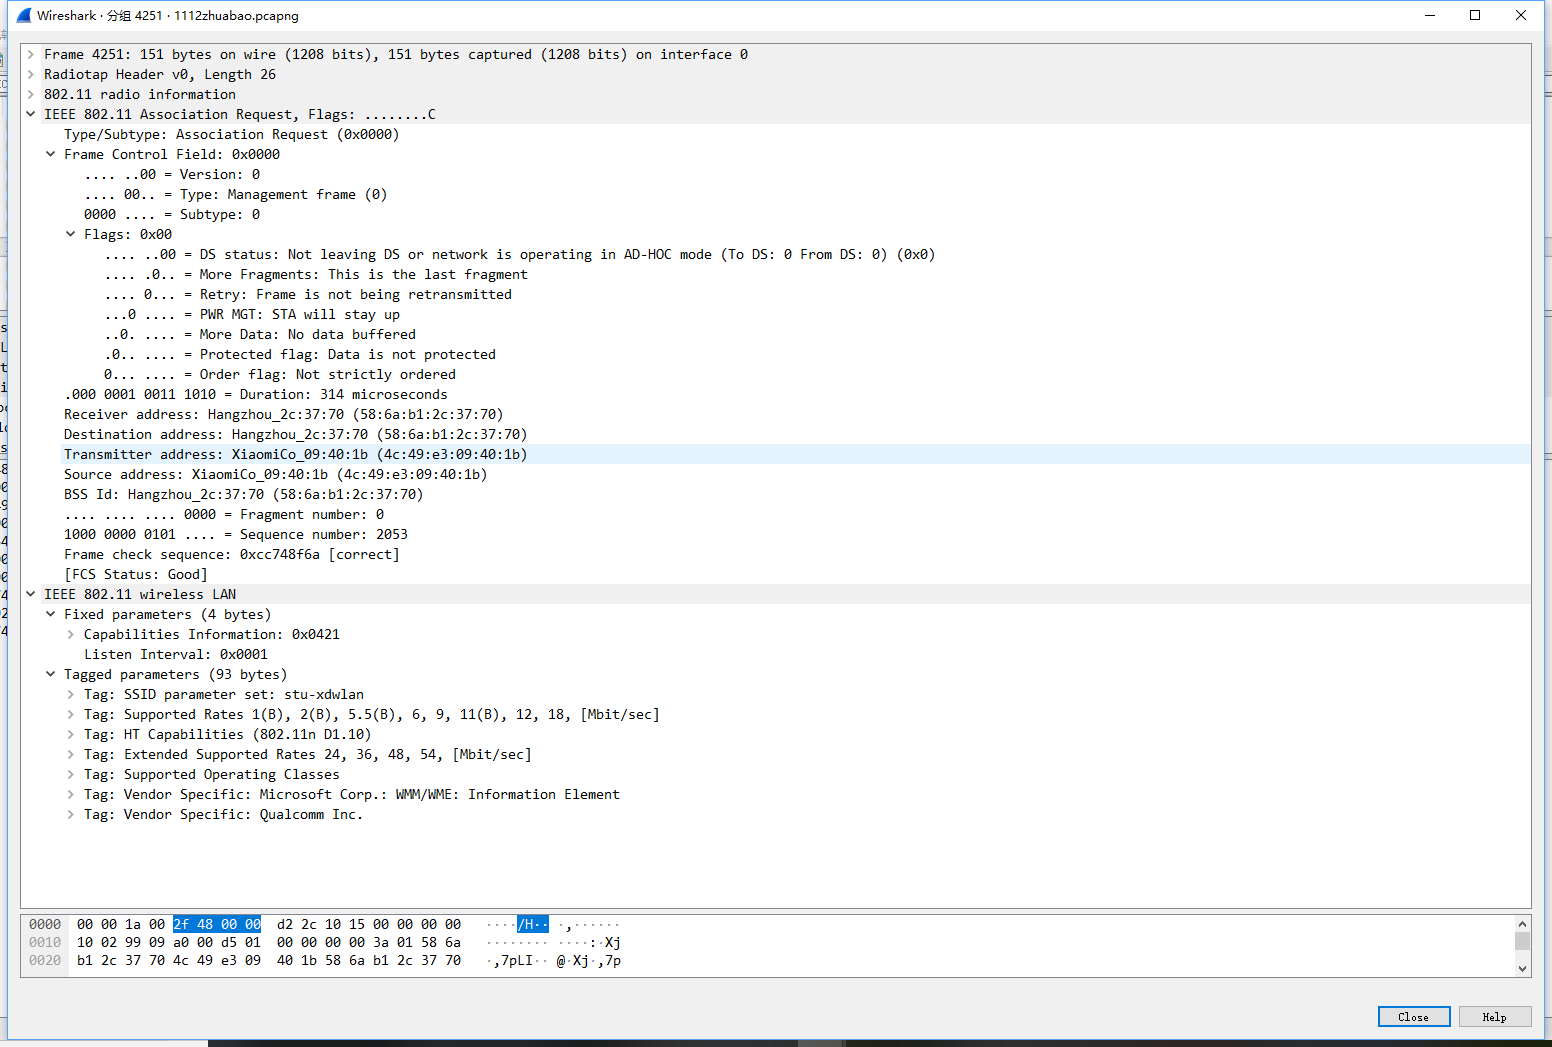 Wireshark · 分组 4251 · 1112zhuabao.pcapng
Frame 4251: 151 bytes on wire (1208 bits), 151 bytes captured (1208 bits) on interface 0
Radiotap Header v0, Length 26
802.11 radio information
IEEE 802.11 Association Request, Flags: ........C
Type/Subtype: Association Request (0x0000)
Frame Control Field: 0x0000
.... ..00 = Version: 0
.... 00.. = Type: Management frame (0)
0000 .... = Subtype: 0
Flags: 0x00
.... ..00 = DS status: Not leaving DS or network is operating in AD-HOC mode (To DS: 0 From DS: 0) (0x0)
.... .0.. = More Fragments: This is the last fragment
.... 0... = Retry: Frame is not being retransmitted
...0 .... = PWR MGT: STA will stay up
..0. .... = More Data: No data buffered
.0.. .... = Protected flag: Data is not protected
0... .... = Order flag: Not strictly ordered
.000 0001 0011 1010 = Duration: 314 microseconds
Receiver address: Hangzhou_2c:37:70 (58:6a:b1:2c:37:70)
Destination address: Hangzhou_2c:37:70 (58:6a:b1:2c:37:70)
Transmitter address: XiaomiCo_09:40:1b (4c:49:e3:09:40:1b)
Source address: XiaomiCo_09:40:1b (4c:49:e3:09:40:1b)
BSS Id: Hangzhou_2c:37:70 (58:6a:b1:2c:37:70)
.... .... .... 0000 = Fragment number: 0
1000 0000 0101 .... = Sequence number: 2053
Frame check sequence: 0xcc748f6a [correct]
[FCS Status: Good]
IEEE 802.11 wireless LAN
Fixed parameters (4 bytes)
Capabilities Information: 0x0421
Listen Interval: 0x0001
Tagged parameters (93 bytes)
Tag: SSID parameter set: stu-xdwlan
Tag: Supported Rates 1(B), 2(B), 5.5(B), 6, 9, 11(B), 12, 18, [Mbit/sec]
Tag: HT Capabilities (802.11n D1.10)
Tag: Extended Supported Rates 24, 36, 48, 54, [Mbit/sec]
Tag: Supported Operating Classes
Tag: Vendor Specific: Microsoft Corp.: WMM/WME: Information Element
Tag: Vendor Specific: Qualcomm Inc.
0000 00 00 1a 00 2f 48 00 00 d2 2c 10 15 00 00 00 00 ····/H·· ·,······
0010 10 02 99 09 a0 00 d5 01 00 00 00 00 3a 01 58 6a ········ ····:·Xj
0020 b1 2c 37 70 4c 49 e3 09 40 1b 58 6a b1 2c 37 70 ·,7pLI·· @·Xj·,7p
Close Help